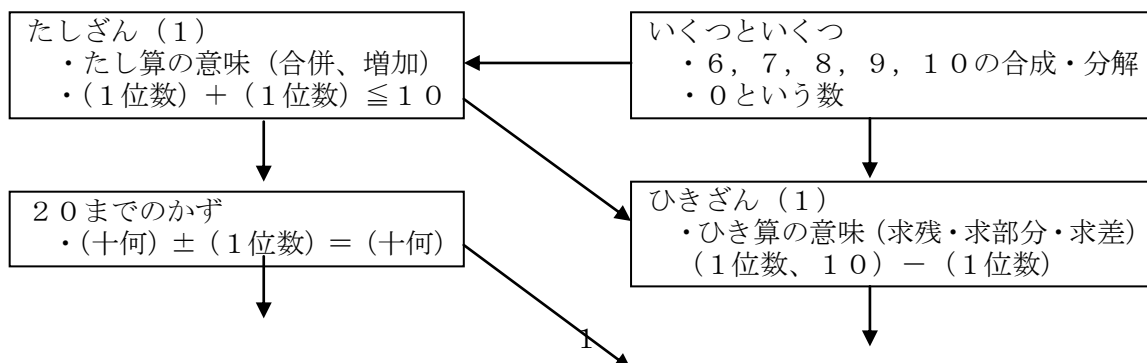 たしざん(1)
・たし算の意味(合併、増加)
・(1位数)+(1位数)≦10
いくつといくつ
・6,7,8,9,10の合成・分解
・0という数
20までのかず
・(十何)±(1位数)=(十何)
ひきざん(1)
・ひき算の意味(求残・求部分・求差)
(1位数、10)-(1位数)
1